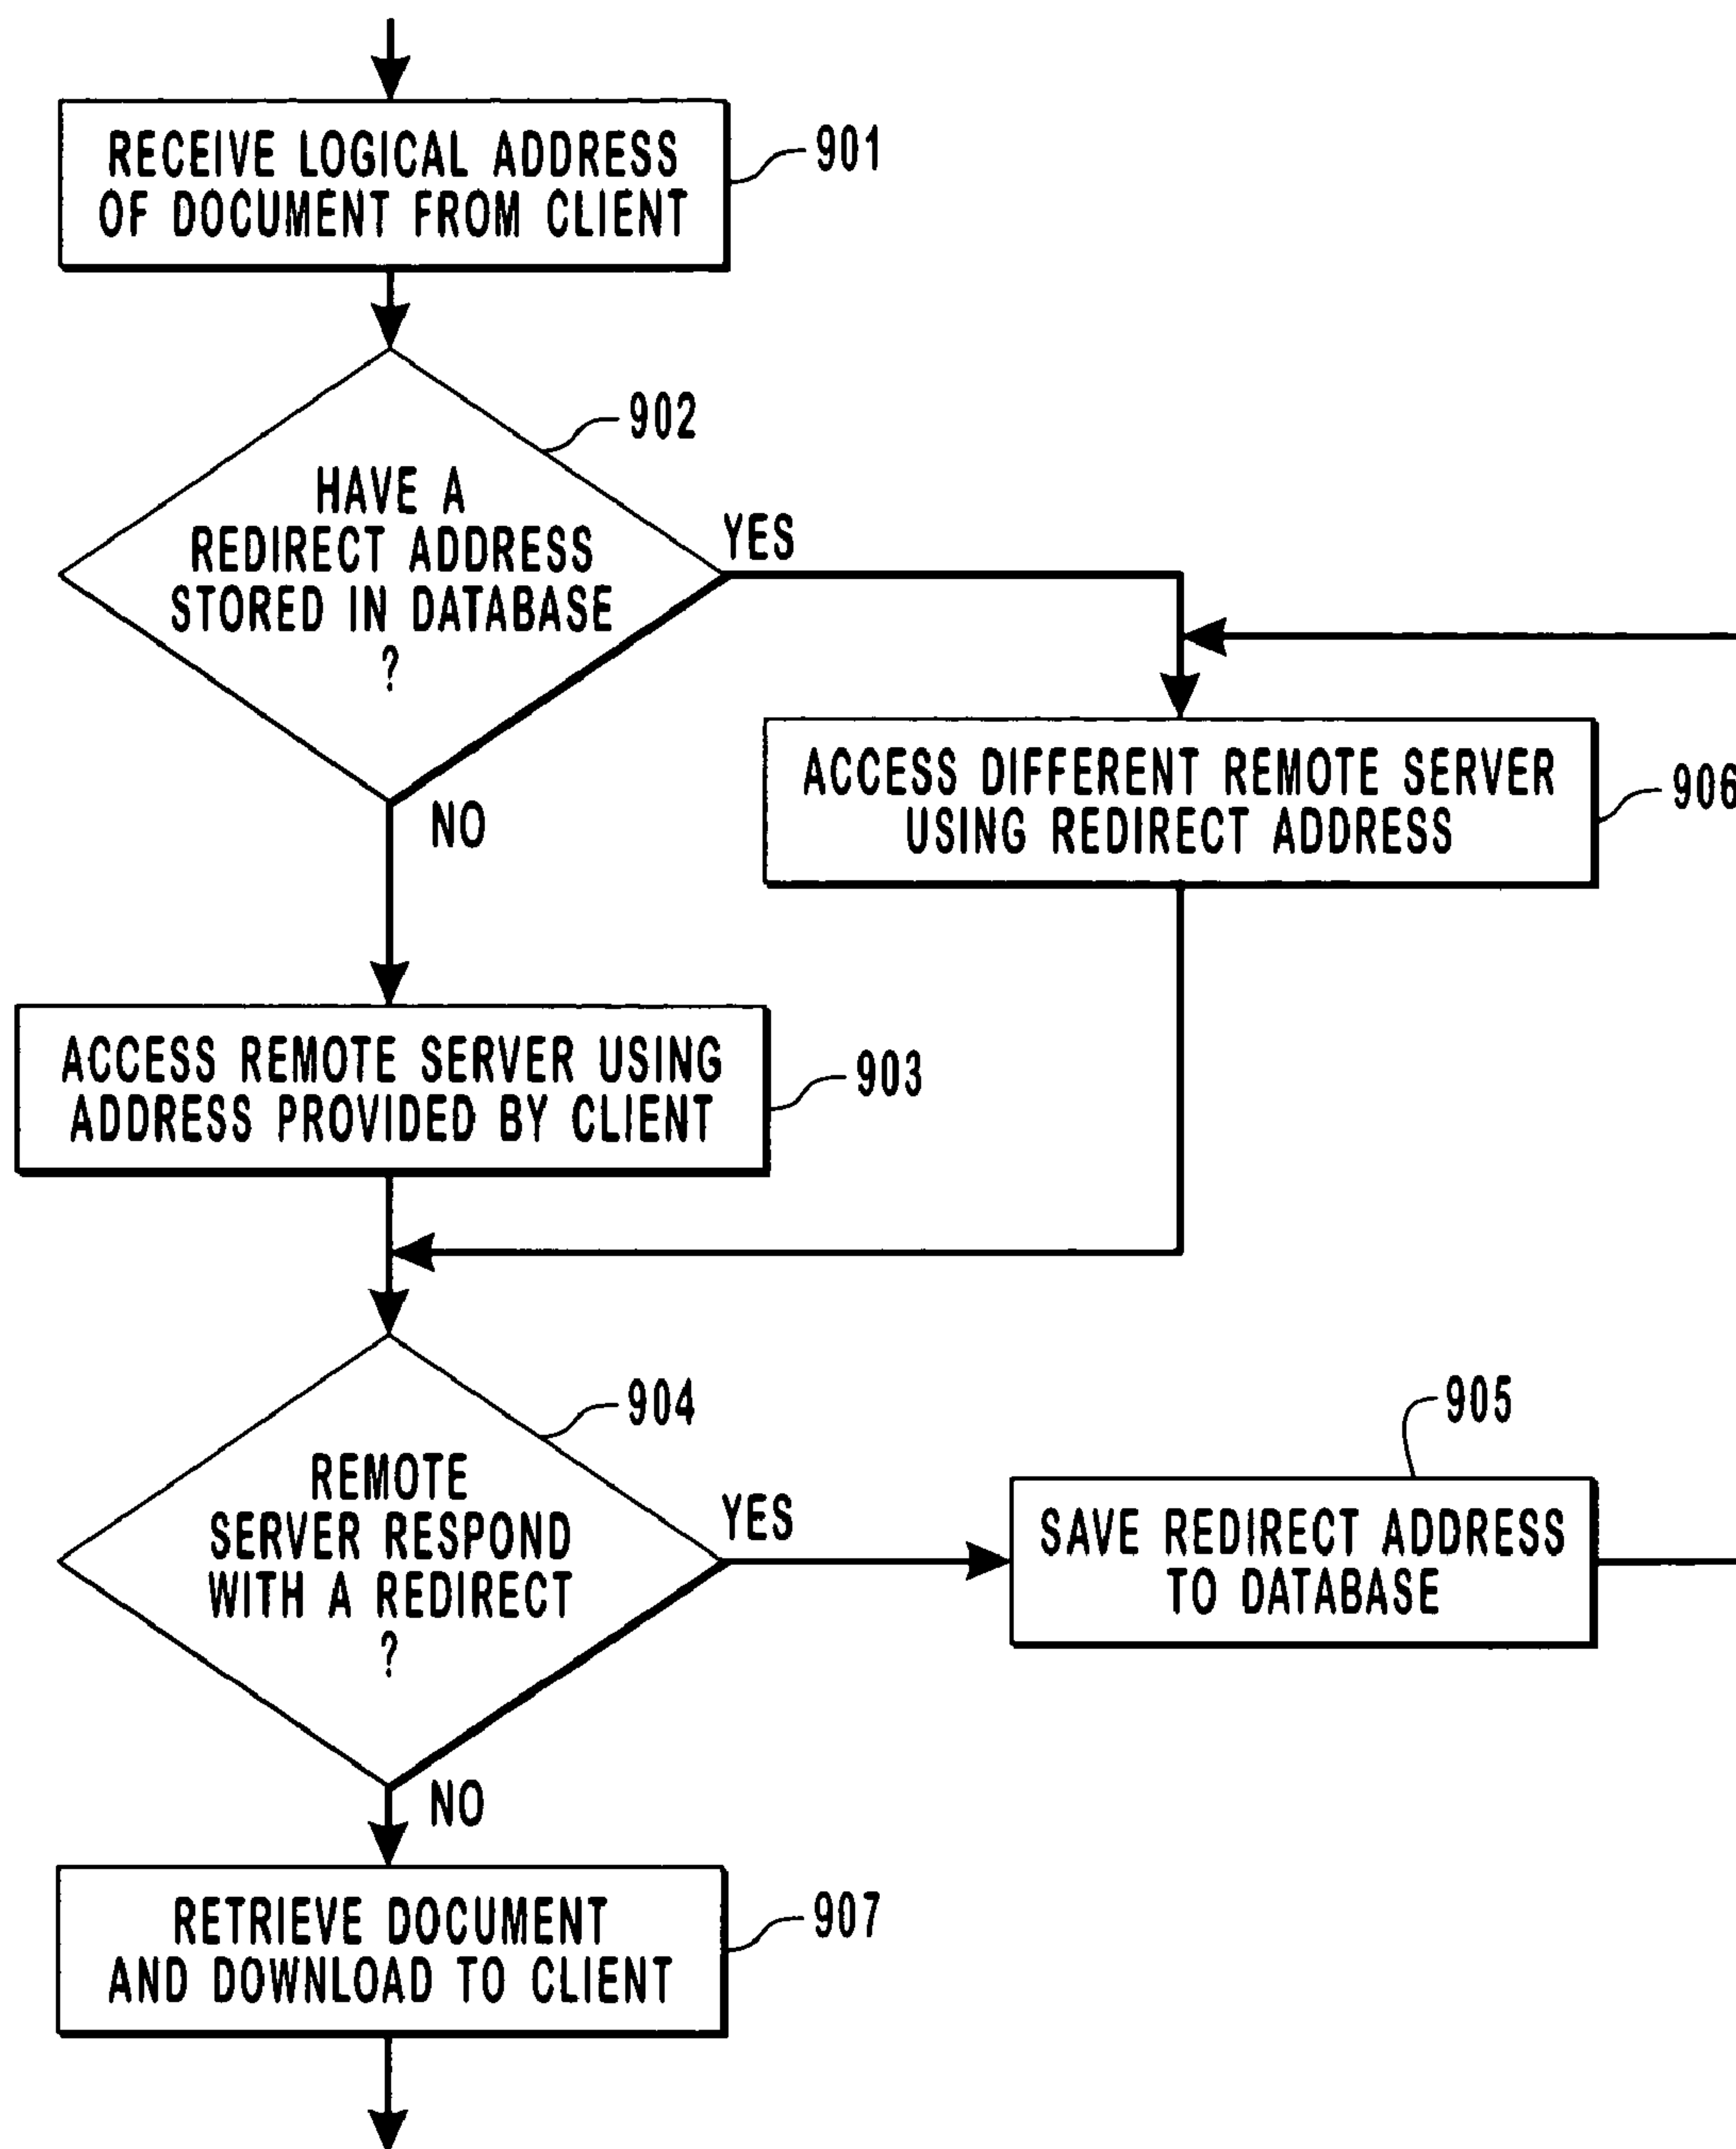 RECEIVE LOGICAL ADDRESS
OF DOCUMENT FROM CLIENT
901
902
HAVE A
REDIRECT ADDRESS
STORED IN DATABASE
?
YES
NO
ACCESS DIFFERENT REMOTE SERVER
USING REDIRECT ADDRESS
906
ACCESS REMOTE SERVER USING
ADDRESS PROVIDED BY CLIENT
903
904
REMOTE
SERVER RESPOND
WITH A REDIRECT
?
YES
NO
905
SAVE REDIRECT ADDRESS
TO DATABASE
RETRIEVE DOCUMENT
AND DOWNLOAD TO CLIENT
907